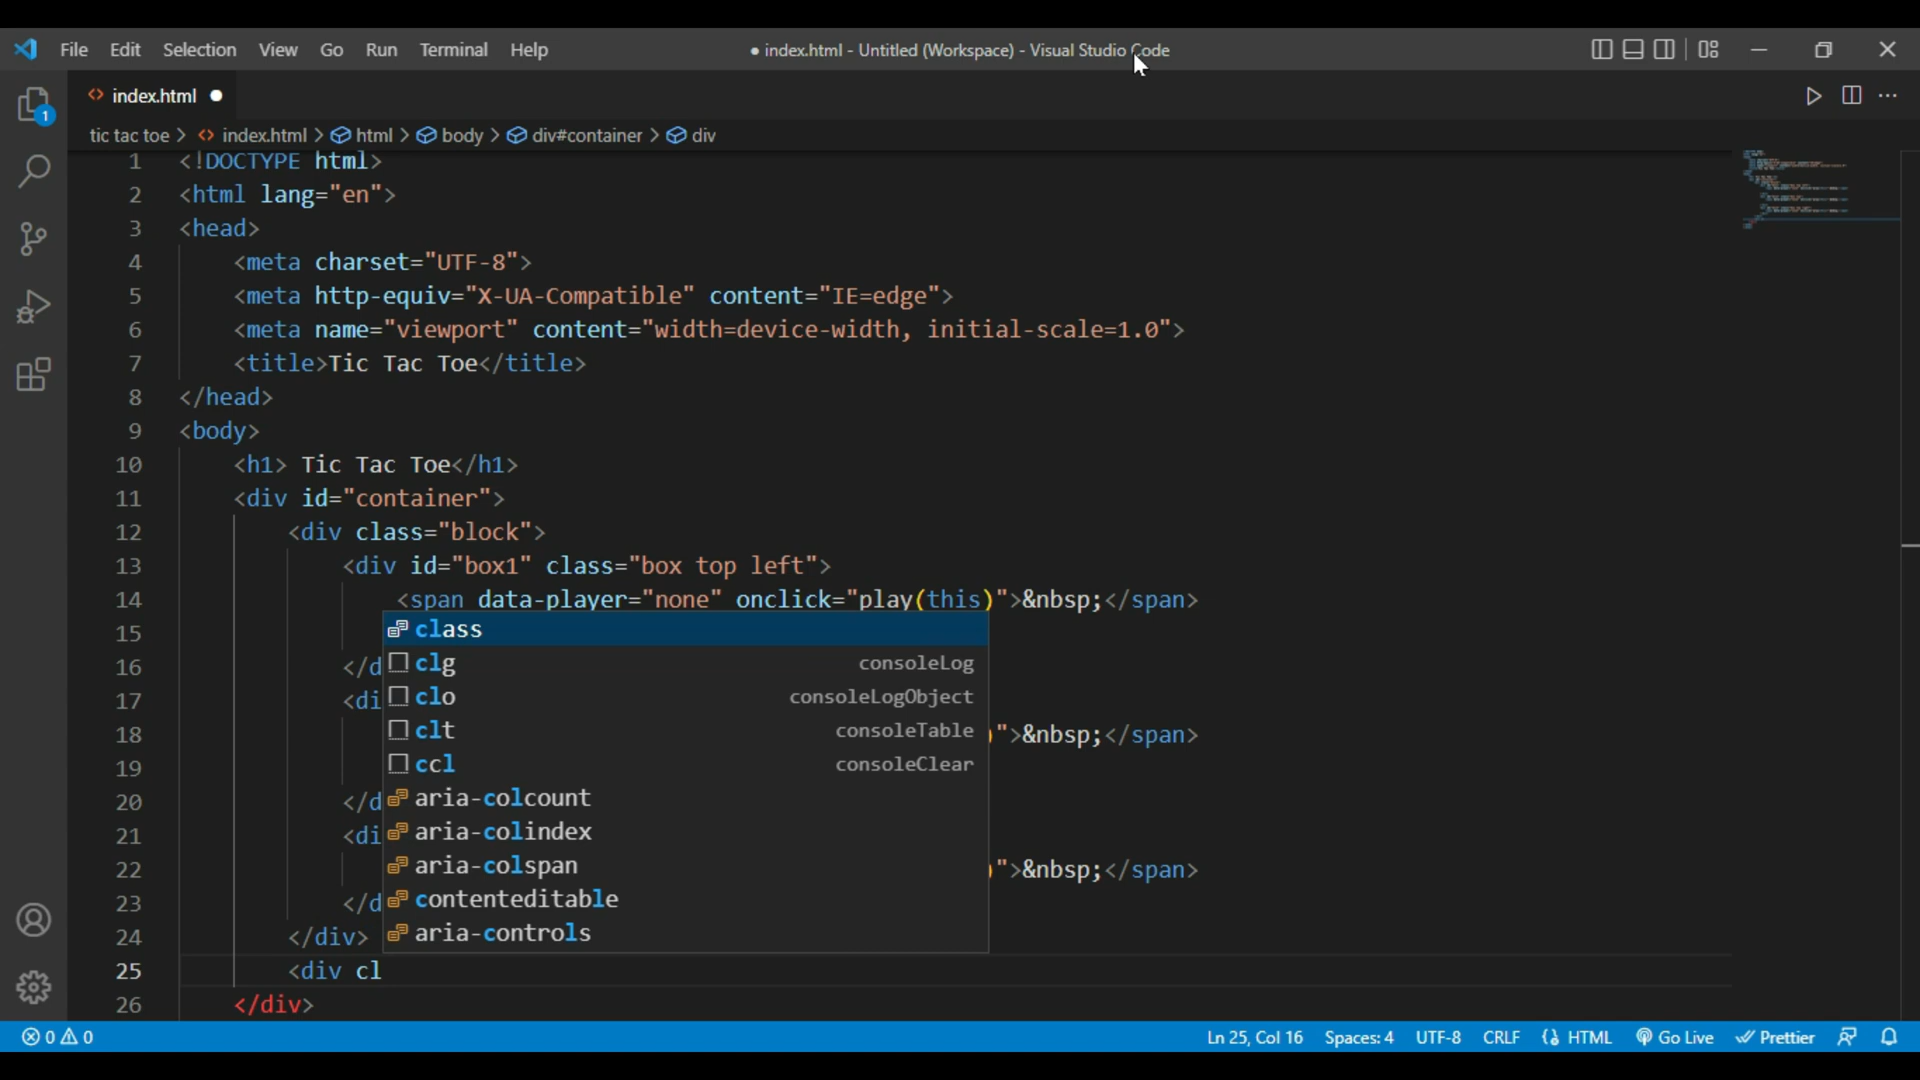 File Edit Selection View Go Run Terminal Help
● index.html - Untitled (Workspace) - Visual Studio Code
1
<> index.html ●
tic tac toe > <> index.html > html > body > div#container > div
1 <!DOCTYPE html>
2 <html lang="en">
3 <head>
4 <meta charset="UTF-8">
5 <meta http-equiv="X-UA-Compatible" content="IE=edge">
6 <meta name="viewport" content="width=device-width, initial-scale=1.0">
7 <title>Tic Tac Toe</title>
8 </head>
9 <body>
10 <h1> Tic Tac Toe</h1>
11 <div id="container">
12 <div class="block">
13 <div id="box1" class="box top left">
14 <span data-player="none" onclick="play(this)">&nbsp;</span>
15 class
16 </d clg consoleLog
17 <di clo consoleLogObject
18 clt consoleTable )">&nbsp;</span>
19 ccl consoleClear
20 </d aria-colcount
21 <di aria-colindex
22 aria-colspan )">&nbsp;</span>
23 </d contenteditable
24 </div> aria-controls
25 <div cl
26 </div>
0 0 Ln 25, Col 16 Spaces: 4 UTF-8 CRLF HTML Go Live Prettier